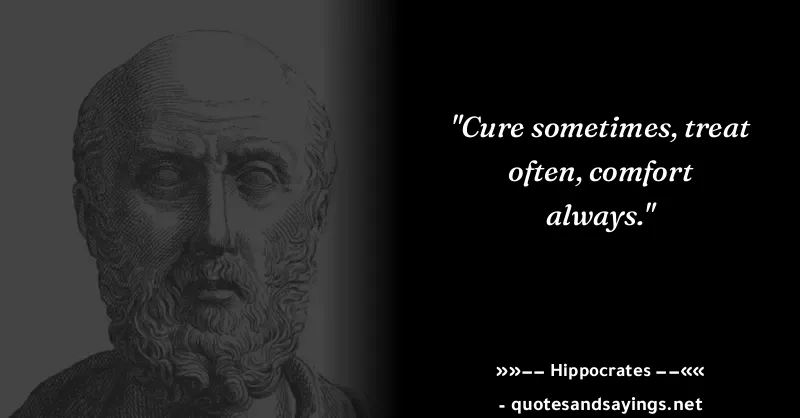 "Cure sometimes, treat
often, comfort
always."
»»−− Hippocrates −−««
- quotesandsayings.net